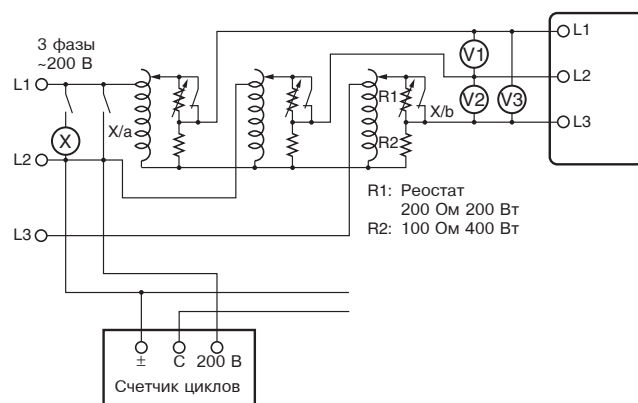 3 фазы
~200 В
L1
L2
L3
X
X/a
R1
R2
X/b
V1
V2
V3
L1
L2
L3
R1: Реостат
200 Ом 200 Вт
R2: 100 Ом 400 Вт
± C 200 В
Счетчик циклов